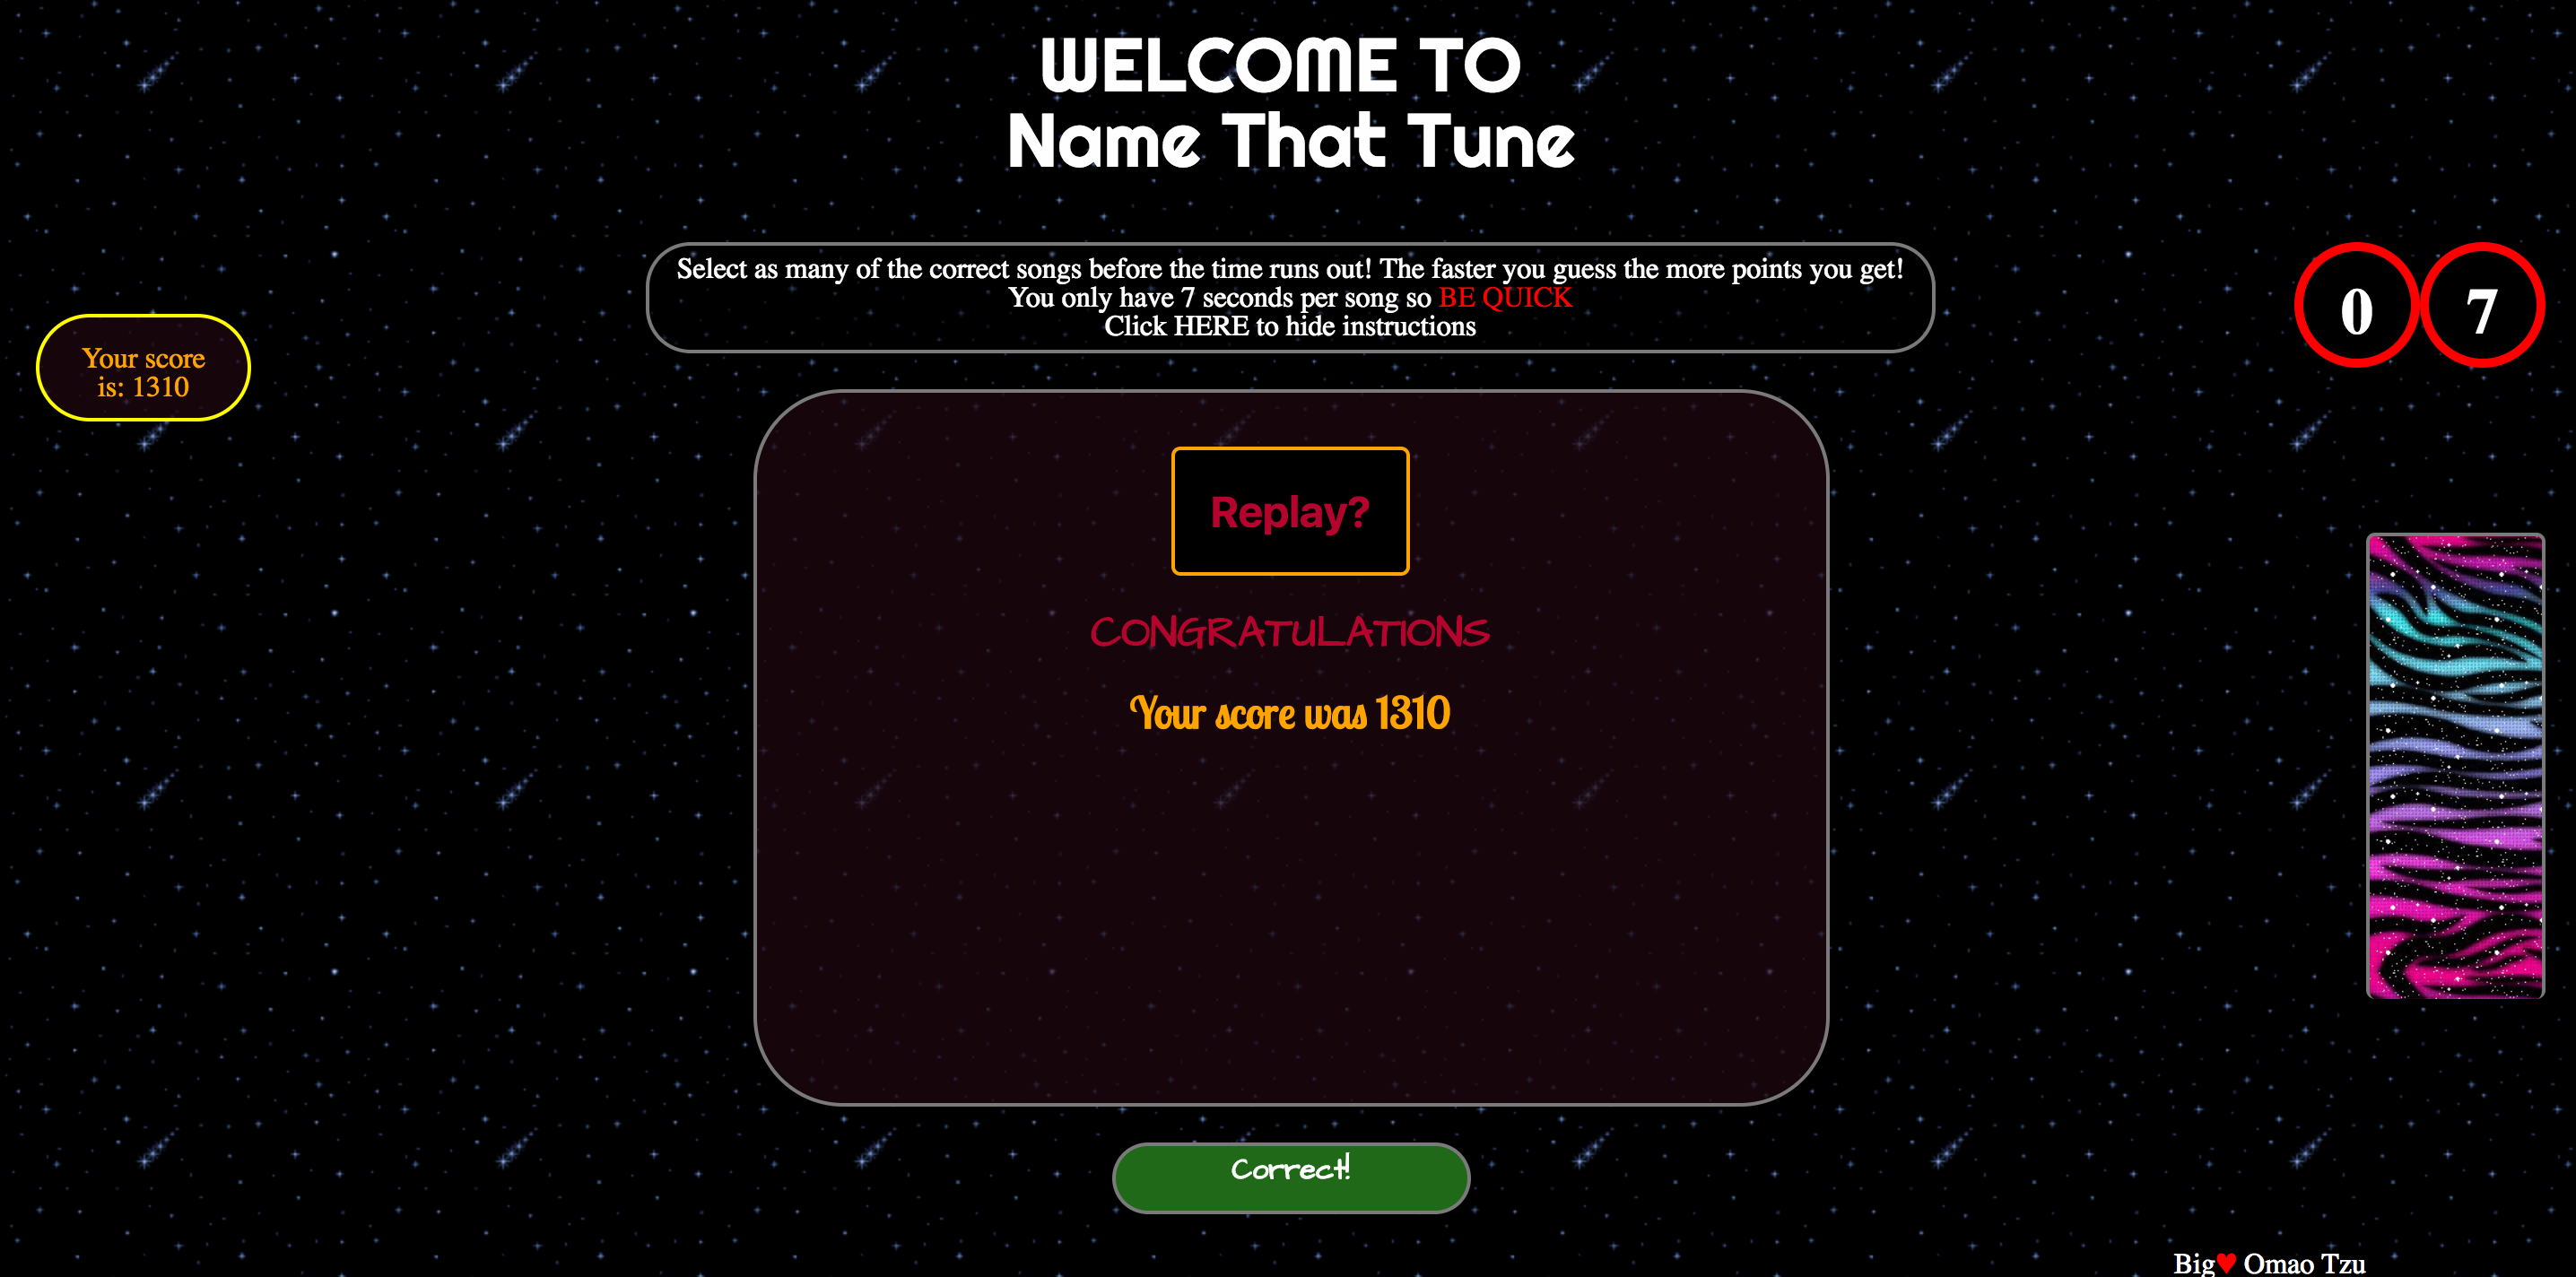 WELCOME TO
Name That Tune
Select as many of the correct songs before the time runs out! The faster you guess the more points you get!
You only have 7 seconds per song so BE QUICK
Click HERE to hide instructions
0 7
Your score
is: 1310
Replay?
CONGRATULATIONS
Your score was 1310
Correct!
Big♥ Omao Tzu